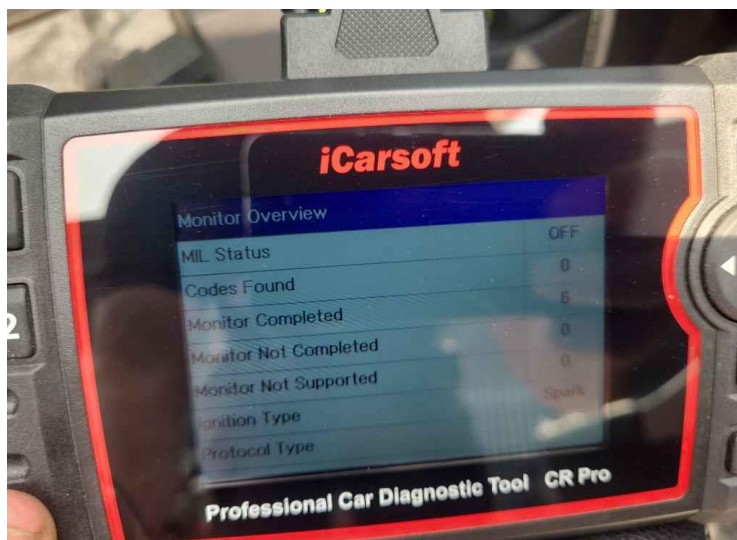 iCarsoft
Monitor Overview
MIL Status OFF
Codes Found 0
Monitor Completed 6
Monitor Not Completed 0
Monitor Not Supported 0
Ignition Type Spark
Protocol Type
Professional Car Diagnostic Tool CR Pro
2